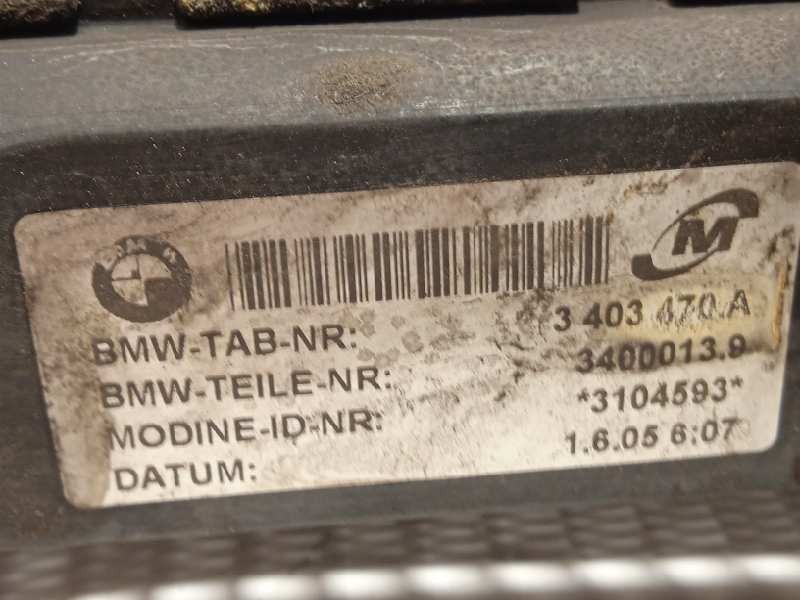 BMW
M
BMW-TAB-NR: 3 403 470 A
BMW-TEILE-NR: 3400013.9
MODINE-ID-NR: *3104593*
DATUM: 1.6.05 6:07